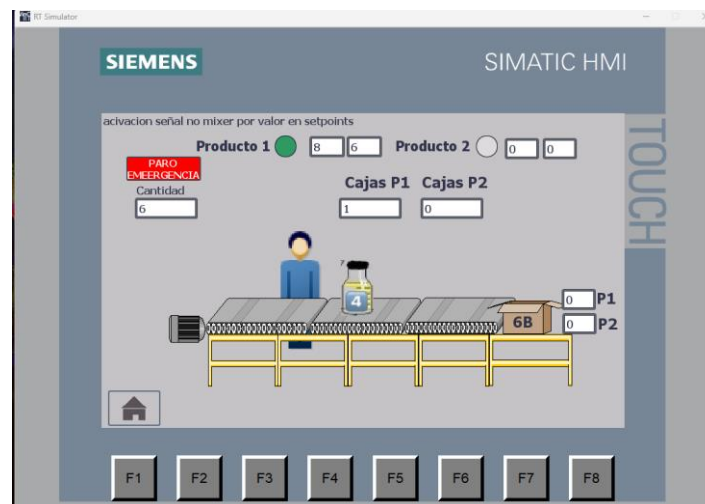 RT Simulator
SIEMENS
SIMATIC HMI
TOUCH
acivacion señal no mixer por valor en setpoints
Producto 1 8 6 Producto 2 0 0
PARO
EMEERGENCIA
Cantidad
6
Cajas P1 Cajas P2
1 0
7
4
6B
0 P1
0 P2
F1 F2 F3 F4 F5 F6 F7 F8